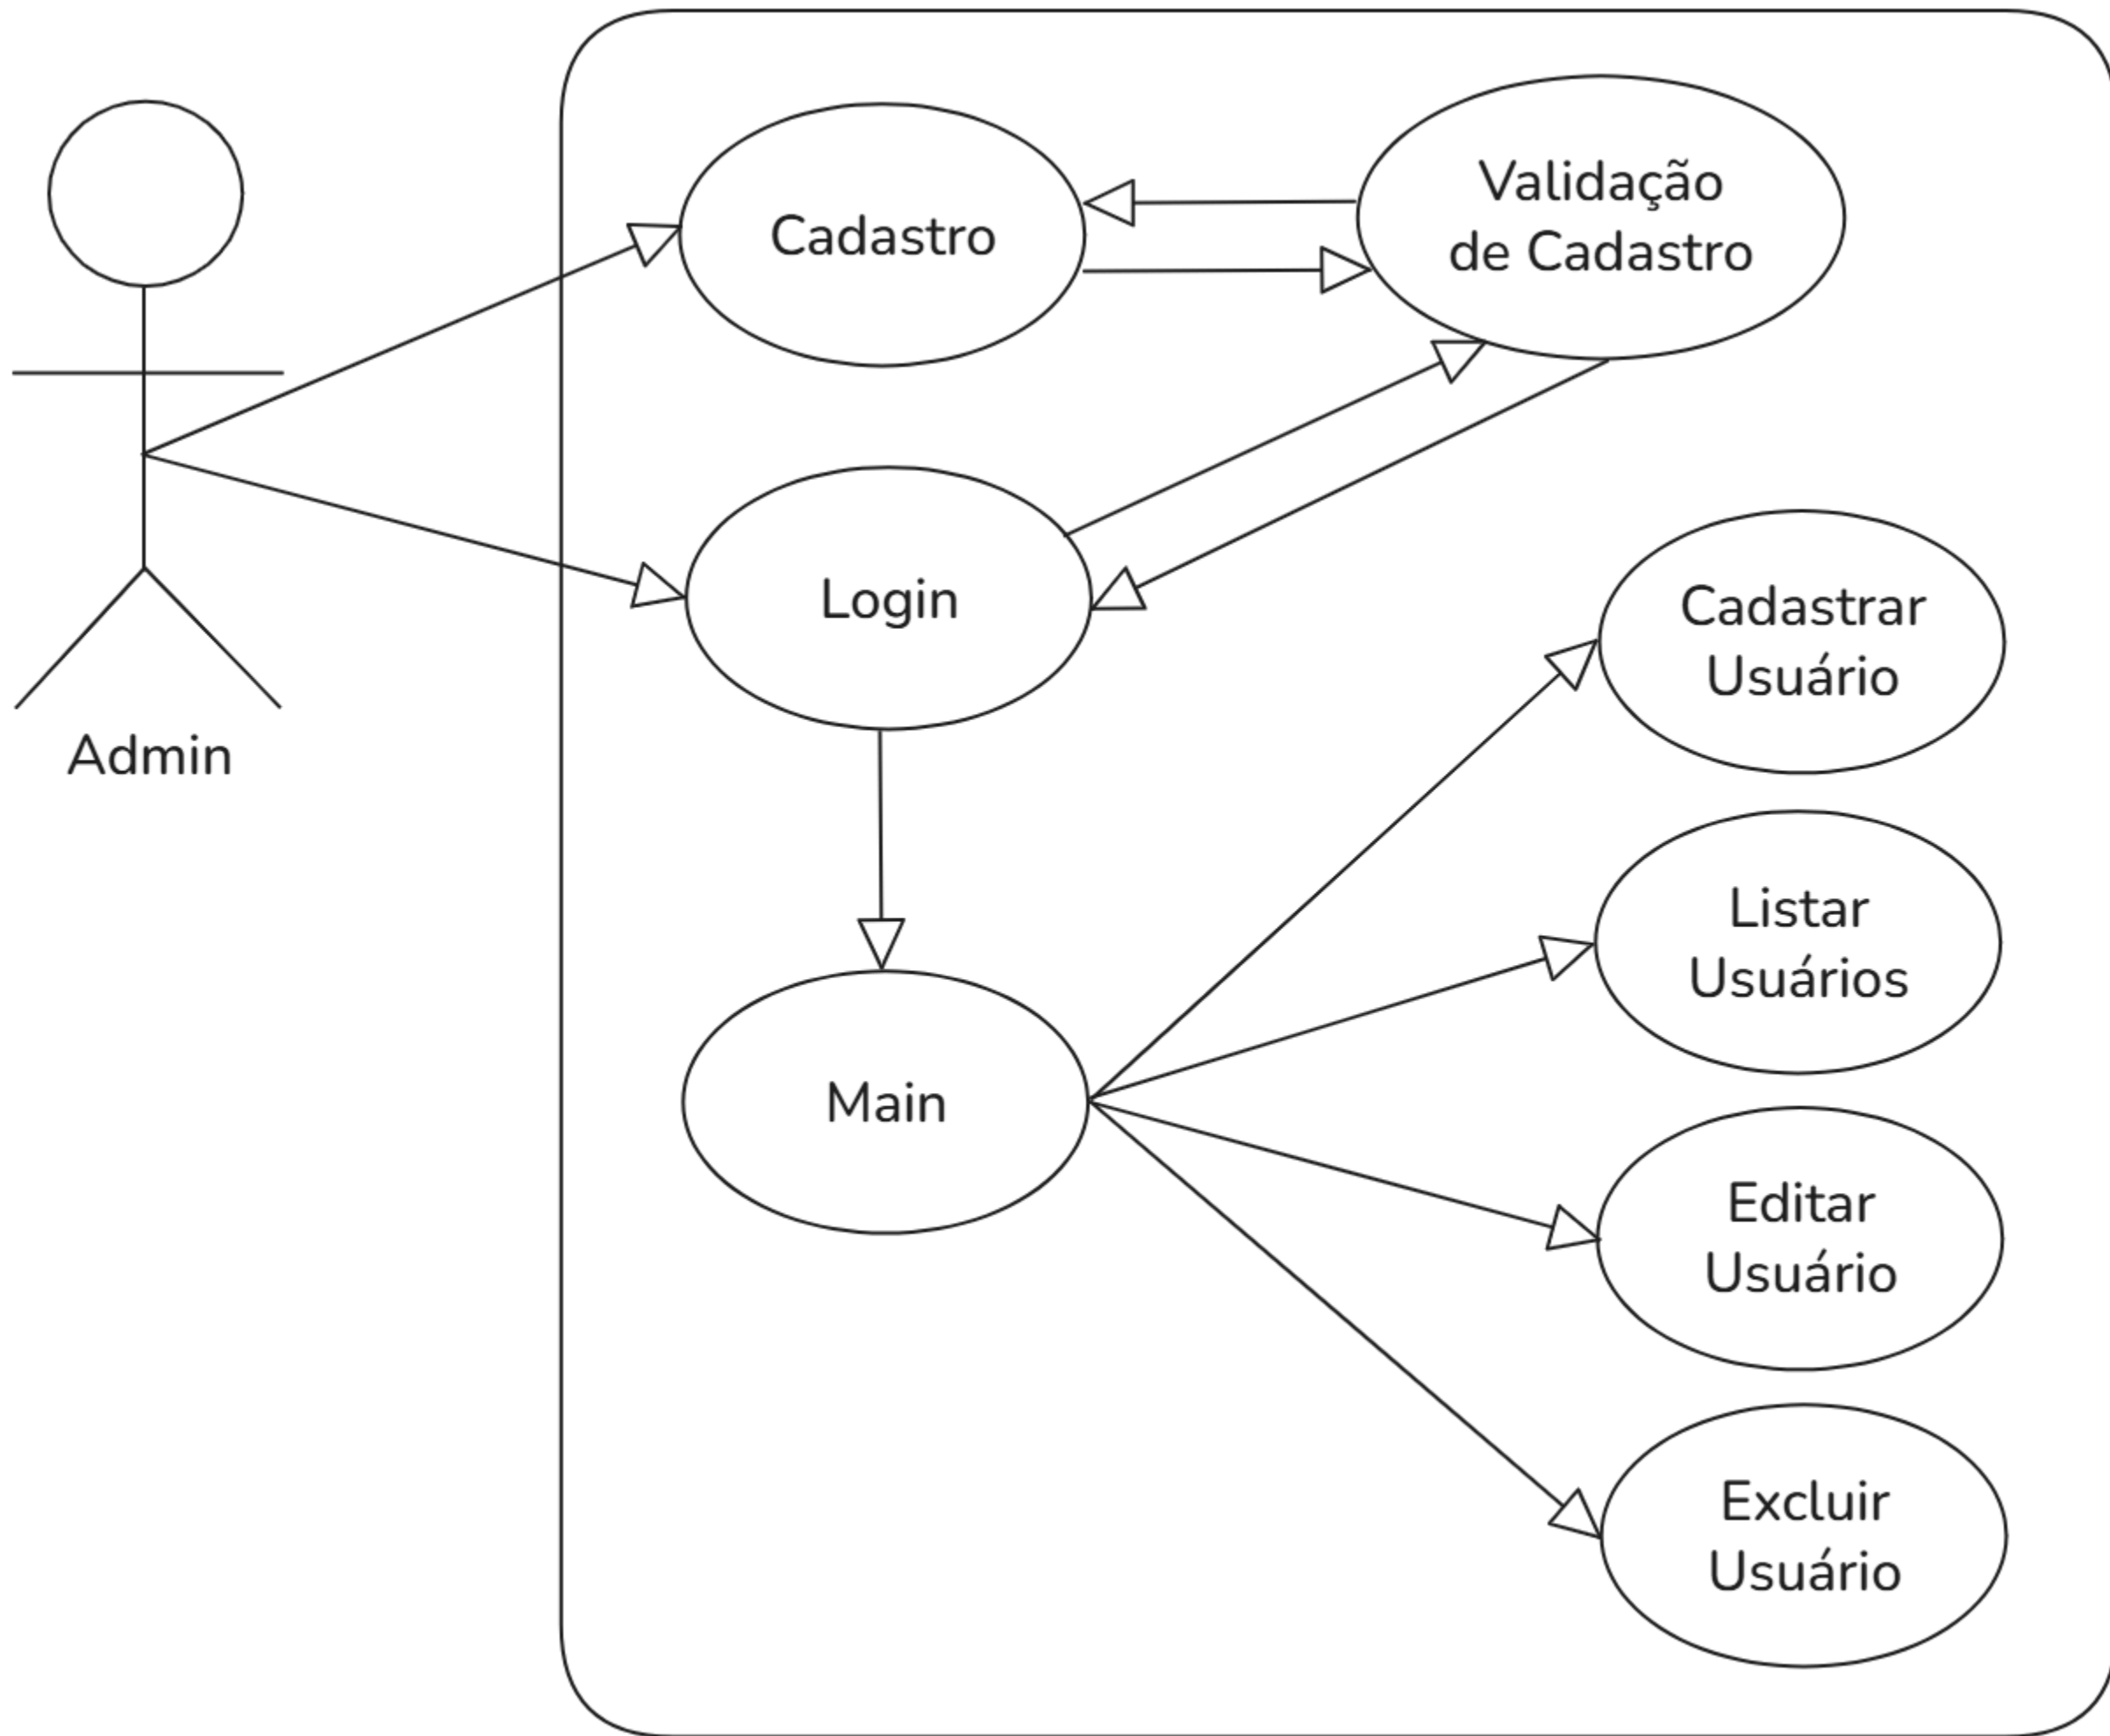 Cadastro
Validação
de Cadastro
Login
Cadastrar
Usuário
Admin
Listar
Usuários
Main
Editar
Usuário
Excluir
Usuário